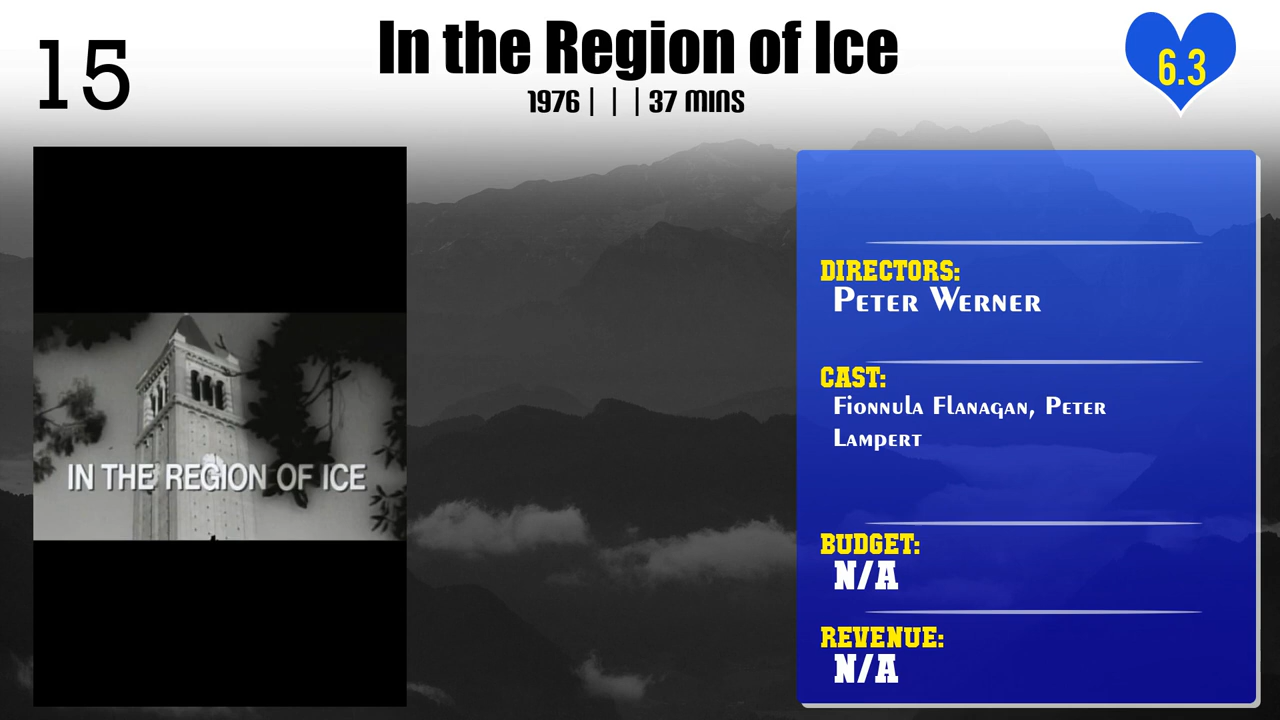 15
In the Region of Ice
6.3
1976 | | | 37 MINS
IN THE REGION OF ICE
DIRECTORS:
PETER WERNER
CAST:
FIONNULA FLANAGAN, PETER
LAMPERT
BUDGET:
N/A
REVENUE:
N/A